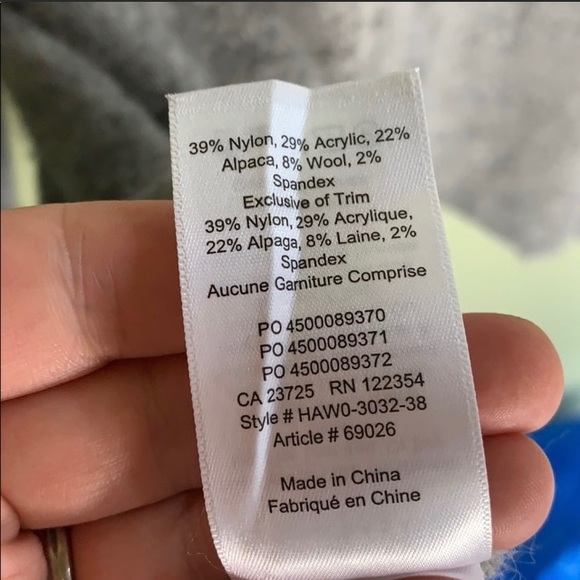 39% Nylon, 29% Acrylic, 22%
Alpaca, 8% Wool, 2%
Spandex
Exclusive of Trim
39% Nylon, 29% Acrylique,
22% Alpaga, 8% Laine, 2%
Spandex
Aucune Garniture Comprise
PO 4500089370
PO 4500089371
PO 4500089372
CA 23725 RN 122354
Style # HAW0-3032-38
Article # 69026
Made in China
Fabriqué en Chine